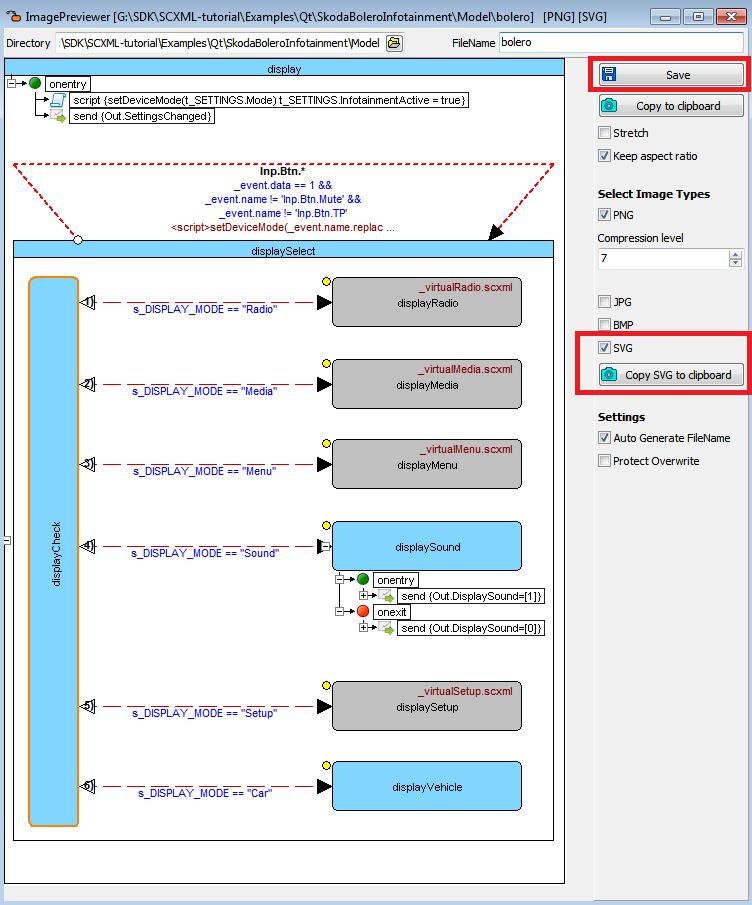 ImagePreviewer [G:\SDK\SCXML-tutorial\Examples\Qt\SkodaBoleroInfotainment\Model\bolero] [PNG] [SVG]
Directory :\SDK\SCXML-tutorial\Examples\Qt\SkodaBoleroInfotainment\Model FileName bolero
display
onentry
script {setDeviceMode(t_SETTINGS.Mode) t_SETTINGS.InfotainmentActive = true}
send {Out.SettingsChanged}
Inp.Btn.*
_event.data == 1 &&
_event.name != 'Inp.Btn.Mute' &&
_event.name != 'Inp.Btn.TP'
<script>setDeviceMode(_event.name.replac ...
displaySelect
displayCheck
1)
s_DISPLAY_MODE == "Radio"
_virtualRadio.scxml
displayRadio
2)
s_DISPLAY_MODE == "Media"
_virtualMedia.scxml
displayMedia
3)
s_DISPLAY_MODE == "Menu"
_virtualMenu.scxml
displayMenu
4)
s_DISPLAY_MODE == "Sound"
displaySound
onentry
send {Out.DisplaySound=[1]}
onexit
send {Out.DisplaySound=[0]}
5)
s_DISPLAY_MODE == "Setup"
_virtualSetup.scxml
displaySetup
6)
s_DISPLAY_MODE == "Car"
displayVehicle
Save
Copy to clipboard
Stretch
Keep aspect ratio
Select Image Types
PNG
Compression level
7
JPG
BMP
SVG
Copy SVG to clipboard
Settings
Auto Generate FileName
Protect Overwrite